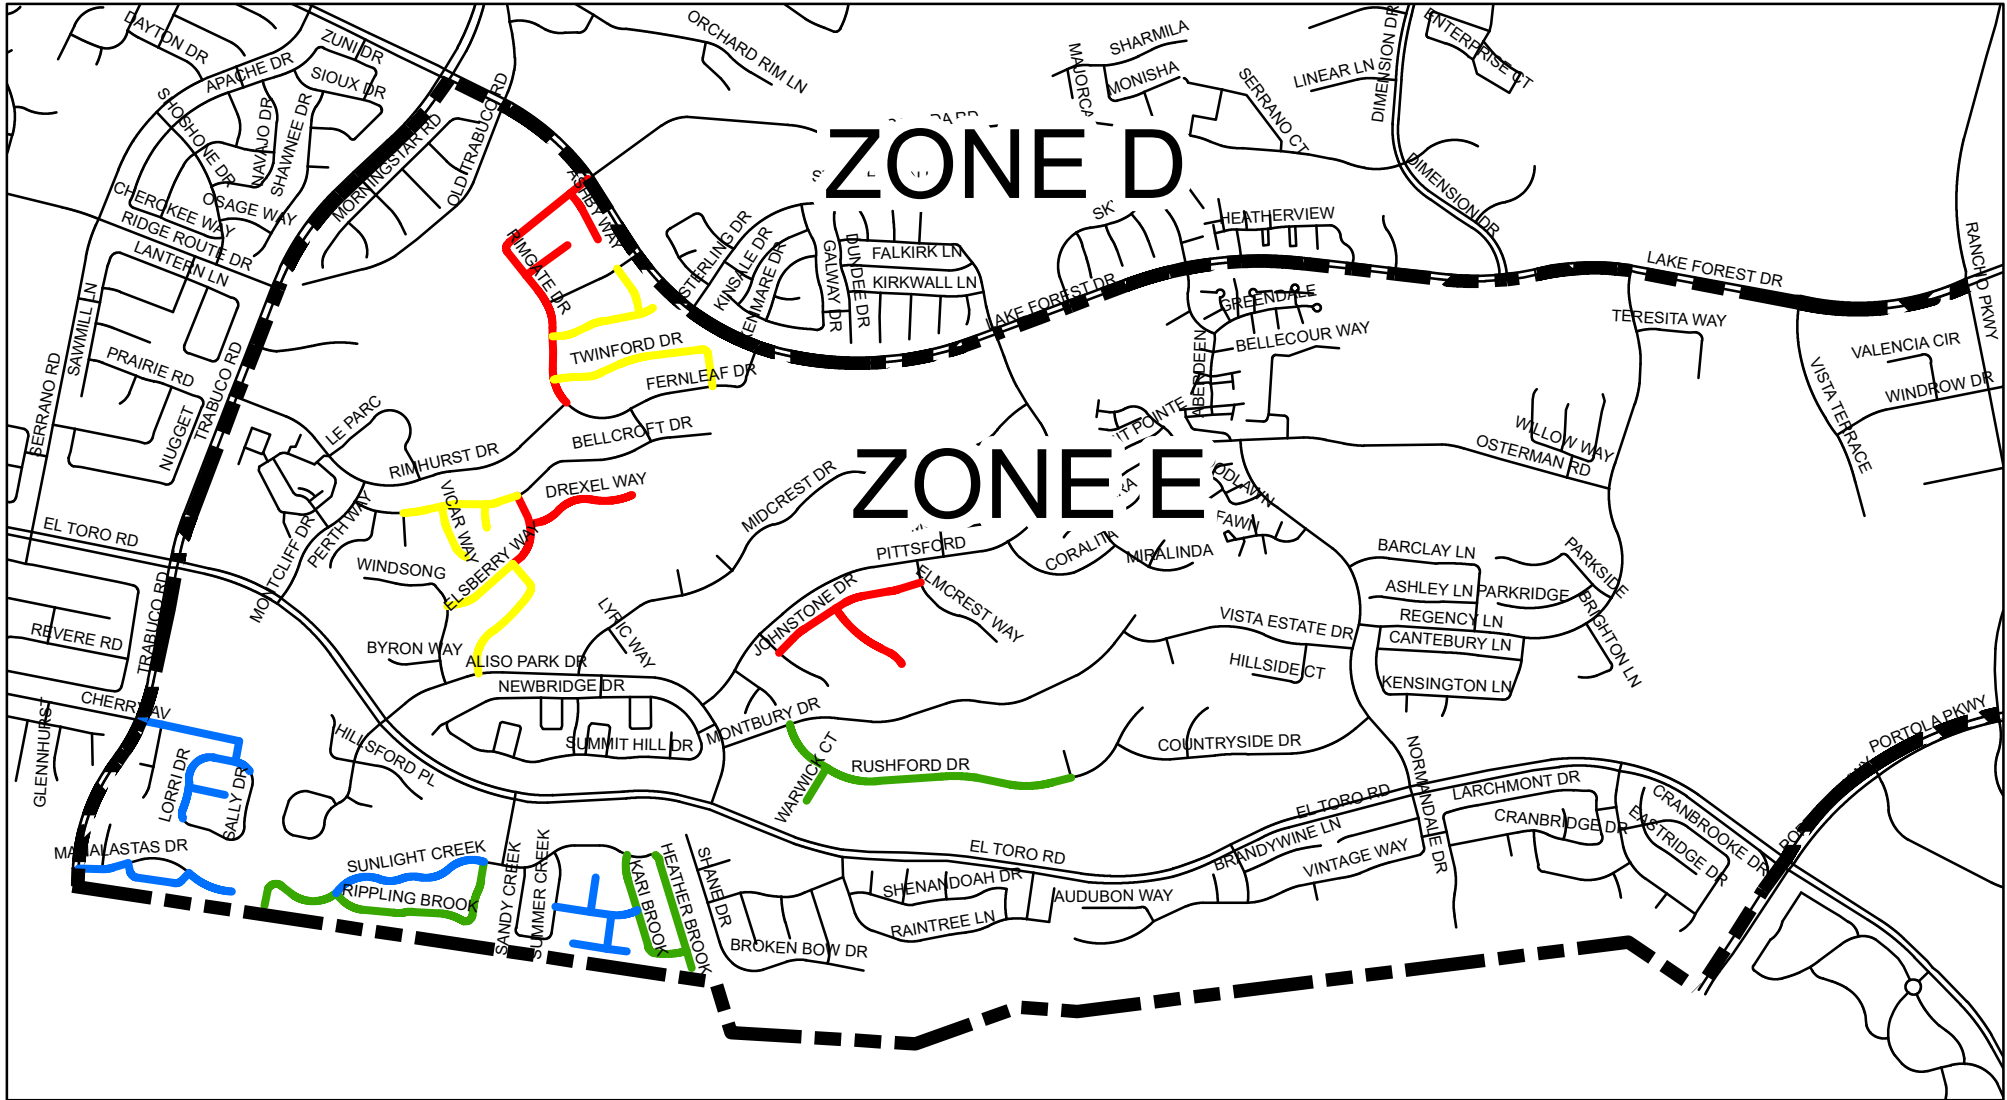 DAYTON DR
ZUNI DR
APACHE DR
SIOUX DR
ORCHARD RIM LN
SHARMILA
MAJORCA
MONISHA
SERRANO CT
LINEAR LN
DIMENSION DR
ENTERPRISE CT
SHOSHONE DR
NAVAJO DR
SHAWNEE DR
MORNINGSTAR RD
OLD TRABUCO RD
ZONE D
DIMENSION DR
CHEROKEE WAY
OSAGE WAY
RIDGE ROUTE DR
LANTERN LN
ASHBY WAY
RIMGATE DR
STERLING DR
KINSALE DR
KENMARE DR
GALWAY DR
DUNDEE DR
FALKIRK LN
KIRKWALL LN
HEATHERVIEW
LAKE FOREST DR
LAKE FOREST DR
RANCHO PKWY
GREENDALE
BELLECOUR WAY
ABERDEEN
TERESITA WAY
VALENCIA CIR
WINDROW DR
VISTA TERRACE
SAWMILL LN
SERRANO RD
PRAIRIE RD
NUGGET
TRABUCO RD
TWINFORD DR
FERNLEAF DR
BELLCROFT DR
LE PARC
RIMHURST DR
DREXEL WAY
VICAR WAY
ELSBERRY WAY
MIDCREST DR
ZONE E
WILLOW WAY
OSTERMAN RD
EL TORO RD
MONTCLIFF DR
PERTH WAY
WINDSONG
PITTSFORD
CORALITA
MIRALINDA
FAWN
BARCLAY LN
PARKSIDE
ASHLEY LN
PARKRIDGE
REGENCY LN
BRIGHTON LN
CANTEBURY LN
KENSINGTON LN
VISTA ESTATE DR
HILLSIDE CT
REVERE RD
TRABUCO RD
BYRON WAY
LYRIC WAY
JOHNSTONE DR
ELMCREST WAY
ALISO PARK DR
NEWBRIDGE DR
SUMMIT HILL DR
MONTBURY DR
WARWICK CT
RUSHFORD DR
COUNTRYSIDE DR
NORMANDALE DR
PORTOLA PKWY
GLENNHURST
LORRI DR
SALLY DR
HILLSFORD PL
SUNLIGHT CREEK
RIPPLING BROOK
SANDY CREEK
SUMMER CREEK
KARI BROOK
HEATHER BROOK
SHANE DR
BROKEN BOW DR
EL TORO RD
SHENANDOAH DR
RAINTREE LN
AUDUBON WAY
EL TORO RD
BRANDYWINE LN
VINTAGE WAY
LARCHMONT DR
CRANBRIDGE DR
CRANBROOKE DR
EASTRIDGE DR